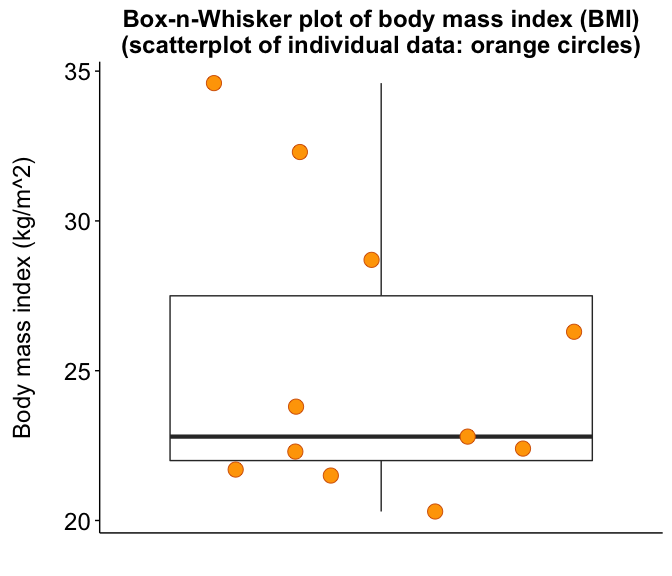 Box-n-Whisker plot of body mass index (BMI)
(scatterplot of individual data: orange circles)
Body mass index (kg/m^2)
35
30
25
20